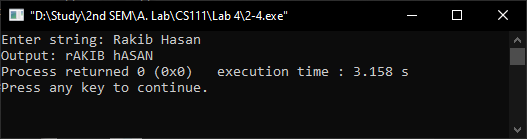 "D:\Study\2nd SEM\A. Lab\CS111\Lab 4\2-4.exe"
Enter string: Rakib Hasan
Output: rAKIB hASAN
Process returned 0 (0x0)   execution time : 3.158 s
Press any key to continue.